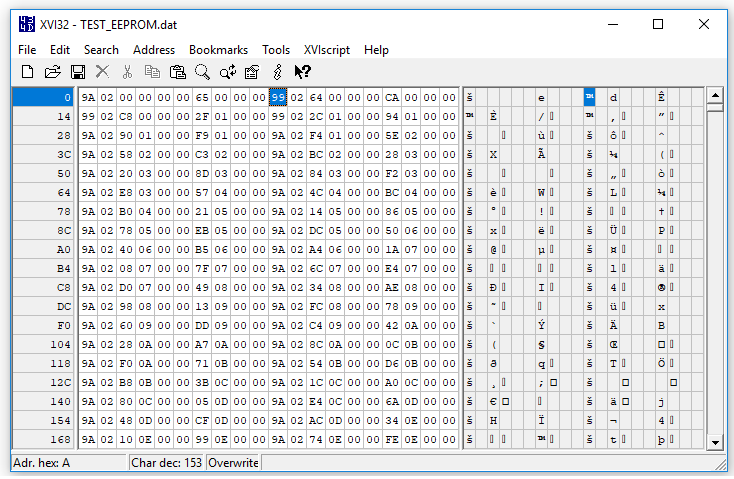 XVI32 - TEST_EEPROM.dat
File Edit Search Address Bookmarks Tools XVIscript Help
0 9A 02 00 00 00 00 65 00 00 00 99 02 64 00 00 00 CA 00 00 00 š e ™ d Ê
14 99 02 C8 00 00 00 2F 01 00 00 99 02 2C 01 00 00 94 01 00 00 ™ È / ™ , ”
28 9A 02 90 01 00 00 F9 01 00 00 9A 02 F4 01 00 00 5E 02 00 00 š ù š ô ^
3C 9A 02 58 02 00 00 C3 02 00 00 9A 02 BC 02 00 00 28 03 00 00 š X Ã š ¼ (
50 9A 02 20 03 00 00 8D 03 00 00 9A 02 84 03 00 00 F2 03 00 00 š š „ ò
64 9A 02 E8 03 00 00 57 04 00 00 9A 02 4C 04 00 00 BC 04 00 00 š è W š L ¼
78 9A 02 B0 04 00 00 21 05 00 00 9A 02 14 05 00 00 86 05 00 00 š ° ! š †
8C 9A 02 78 05 00 00 EB 05 00 00 9A 02 DC 05 00 00 50 06 00 00 š x ë š Ü P
A0 9A 02 40 06 00 00 B5 06 00 00 9A 02 A4 06 00 00 1A 07 00 00 š @ µ š ¤
B4 9A 02 08 07 00 00 7F 07 00 00 9A 02 6C 07 00 00 E4 07 00 00 š š l ä
C8 9A 02 D0 07 00 00 49 08 00 00 9A 02 34 08 00 00 AE 08 00 00 š Ð I š 4 ®
DC 9A 02 98 08 00 00 13 09 00 00 9A 02 FC 08 00 00 78 09 00 00 š ˜ š ü x
F0 9A 02 60 09 00 00 DD 09 00 00 9A 02 C4 09 00 00 42 0A 00 00 š ` Ý š Ä B
104 9A 02 28 0A 00 00 A7 0A 00 00 9A 02 8C 0A 00 00 0C 0B 00 00 š ( § š Œ
118 9A 02 F0 0A 00 00 71 0B 00 00 9A 02 54 0B 00 00 D6 0B 00 00 š ð q š T Ö
12C 9A 02 B8 0B 00 00 3B 0C 00 00 9A 02 1C 0C 00 00 A0 0C 00 00 š ¸ ; š
140 9A 02 80 0C 00 00 05 0D 00 00 9A 02 E4 0C 00 00 6A 0D 00 00 š € š ä j
154 9A 02 48 0D 00 00 CF 0D 00 00 9A 02 AC 0D 00 00 34 0E 00 00 š H Ï š ¬ 4
168 9A 02 10 0E 00 00 99 0E 00 00 9A 02 74 0E 00 00 FE 0E 00 00 š ™ š t þ
Adr. hex: A Char dec: 153 Overwrite